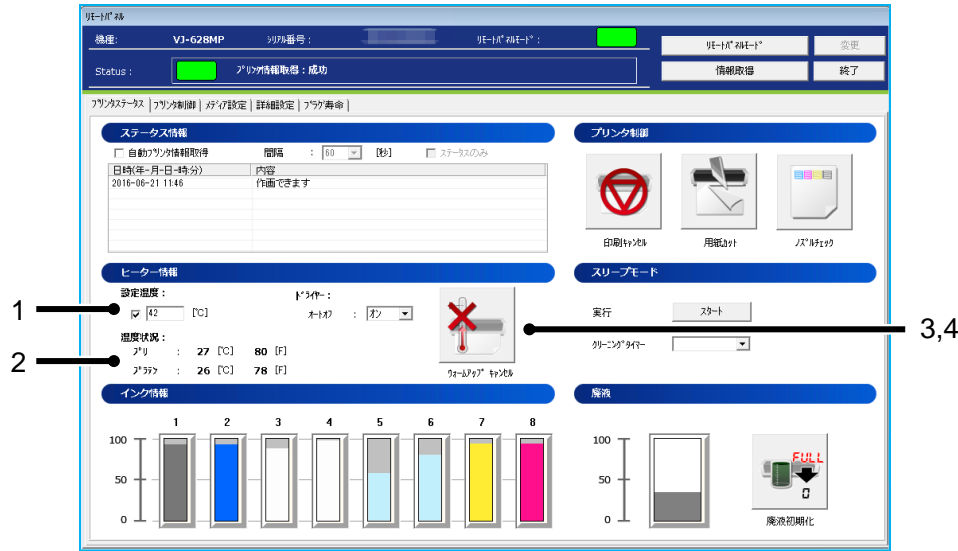 ﾘﾓｰﾄﾊﾟﾈﾙ
機種: VJ-628MP ｼﾘｱﾙ番号: ﾘﾓｰﾄﾊﾟﾈﾙﾓｰﾄﾞ: ﾘﾓｰﾄﾊﾟﾈﾙﾓｰﾄﾞ 変更
Status: ﾌﾟﾘﾝﾀ情報取得:成功 情報取得 終了
ﾌﾟﾘﾝﾀｽﾃｰﾀｽ ﾌﾟﾘﾝﾀ制御 ﾒﾃﾞｨｱ設定 詳細設定 ﾌﾟﾗｸﾞ寿命
ステータス情報 プリンタ制御
自動ﾌﾟﾘﾝﾀ情報取得 間隔 : 60 [秒] ｽﾃｰﾀｽのみ
日時(年-月-日-時:分) 内容
2016-06-21 11:46 作画できます
印刷ｷｬﾝｾﾙ 用紙ｶｯﾄ ﾉｽﾞﾙﾁｪｯｸ
ヒーター情報 スリープモード
設定温度: ﾄﾞﾗｲﾔｰ:
1 42 [℃] ｵｰﾄｵﾌ : オン 実行 スタート 3,4
温度状況: ｸﾘｰﾆﾝｸﾞﾀｲﾏｰ
2 ﾌﾟﾘ : 27 [℃] 80 [F]
ﾌﾟﾗﾃﾝ : 26 [℃] 78 [F] ｳｫｰﾑｱｯﾌﾟ ｷｬﾝｾﾙ
インク情報 廃液
1 2 3 4 5 6 7 8
100 100
FULL
50 50
0
0 0
廃液初期化